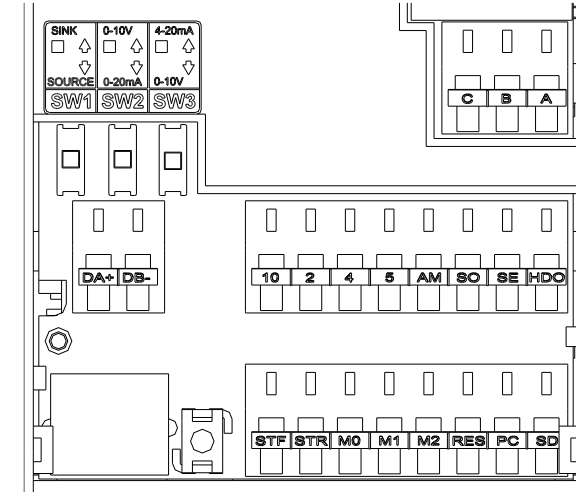 SINK 0-10V 4-20mA
SOURCE 0-20mA 0-10V
SW1 SW2 SW3
C B A
DA+ DB-
10 2 4 5 AM SO SE HDO
STF STR M0 M1 M2 RES PC SD